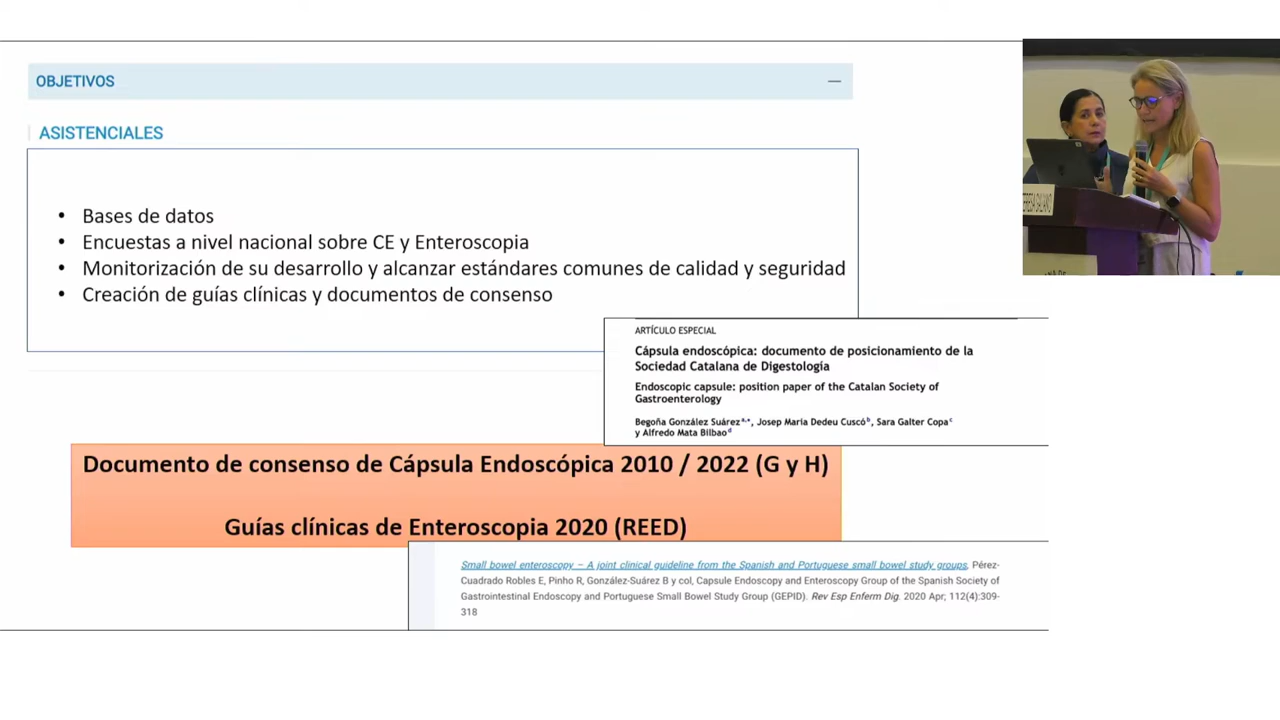 OBJETIVOS
ASISTENCIALES
• Bases de datos
• Encuestas a nivel nacional sobre CE y Enteroscopia
• Monitorización de su desarrollo y alcanzar estándares comunes de calidad y seguridad
• Creación de guías clínicas y documentos de consenso
ARTÍCULO ESPECIAL
Cápsula endoscópica: documento de posicionamiento de la
Sociedad Catalana de Digestología
Endoscopic capsule: position paper of the Catalan Society of
Gastroenterology
Begoña González Suárez a,*, Josep Maria Dedeu Cuscó b, Sara Galter Copa c
y Alfredo Mata Bilbao d
Documento de consenso de Cápsula Endoscópica 2010 / 2022 (G y H)
Guías clínicas de Enteroscopia 2020 (REED)
Small bowel enteroscopy – A joint clinical guideline from the Spanish and Portuguese small bowel study groups. Pérez-
Cuadrado Robles E, Pinho R, González-Suárez B y col, Capsule Endoscopy and Enteroscopy Group of the Spanish Society of
Gastrointestinal Endoscopy and Portuguese Small Bowel Study Group (GEPID). Rev Esp Enferm Dig. 2020 Apr; 112(4):309-
318